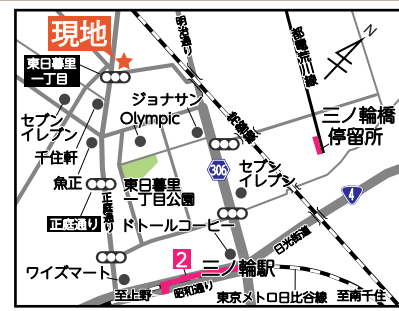 現地
東日暮里
一丁目
明治通り
都電荒川線
N
ジョナサン
Olympic
三ノ輪橋
停留所
セブン
イレブン
千住軒
常磐線
306
セブン
イレブン
魚正
東日暮里
一丁目公園
4
正庭通り
正庭通り
ドトールコーヒー
日光街道
2
三ノ輪駅
ワイズマート
至上野
昭和通り
東京メトロ日比谷線
至南千住